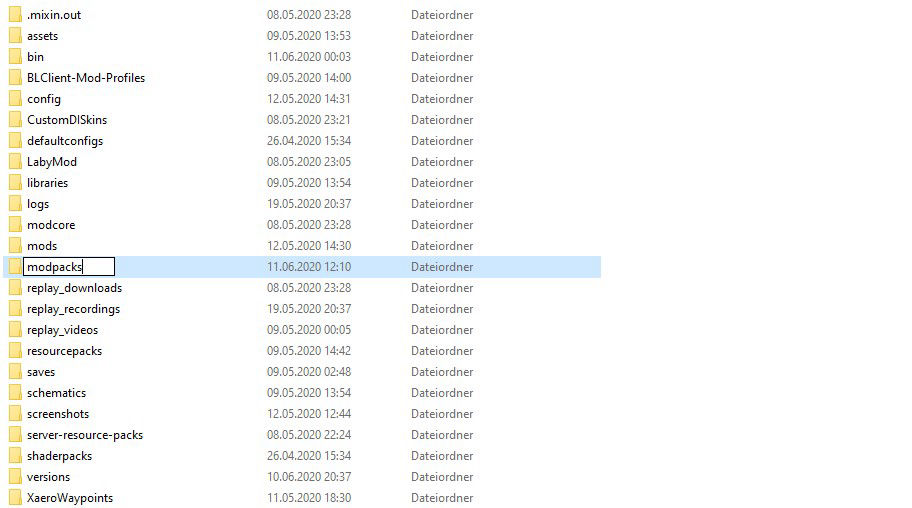 .mixin.out 08.05.2020 23:28 Dateiordner
assets 09.05.2020 13:53 Dateiordner
bin 11.06.2020 00:03 Dateiordner
BLClient-Mod-Profiles 09.05.2020 14:00 Dateiordner
config 12.05.2020 14:31 Dateiordner
CustomDISkins 08.05.2020 23:21 Dateiordner
defaultconfigs 26.04.2020 15:34 Dateiordner
LabyMod 08.05.2020 23:05 Dateiordner
libraries 09.05.2020 13:54 Dateiordner
logs 19.05.2020 20:37 Dateiordner
modcore 08.05.2020 23:28 Dateiordner
mods 12.05.2020 14:30 Dateiordner
modpacks 11.06.2020 12:10 Dateiordner
replay_downloads 08.05.2020 23:28 Dateiordner
replay_recordings 19.05.2020 20:37 Dateiordner
replay_videos 09.05.2020 00:05 Dateiordner
resourcepacks 09.05.2020 14:42 Dateiordner
saves 09.05.2020 02:48 Dateiordner
schematics 09.05.2020 13:54 Dateiordner
screenshots 12.05.2020 12:44 Dateiordner
server-resource-packs 08.05.2020 22:24 Dateiordner
shaderpacks 26.04.2020 15:34 Dateiordner
versions 10.06.2020 20:37 Dateiordner
XaeroWaypoints 11.05.2020 18:30 Dateiordner